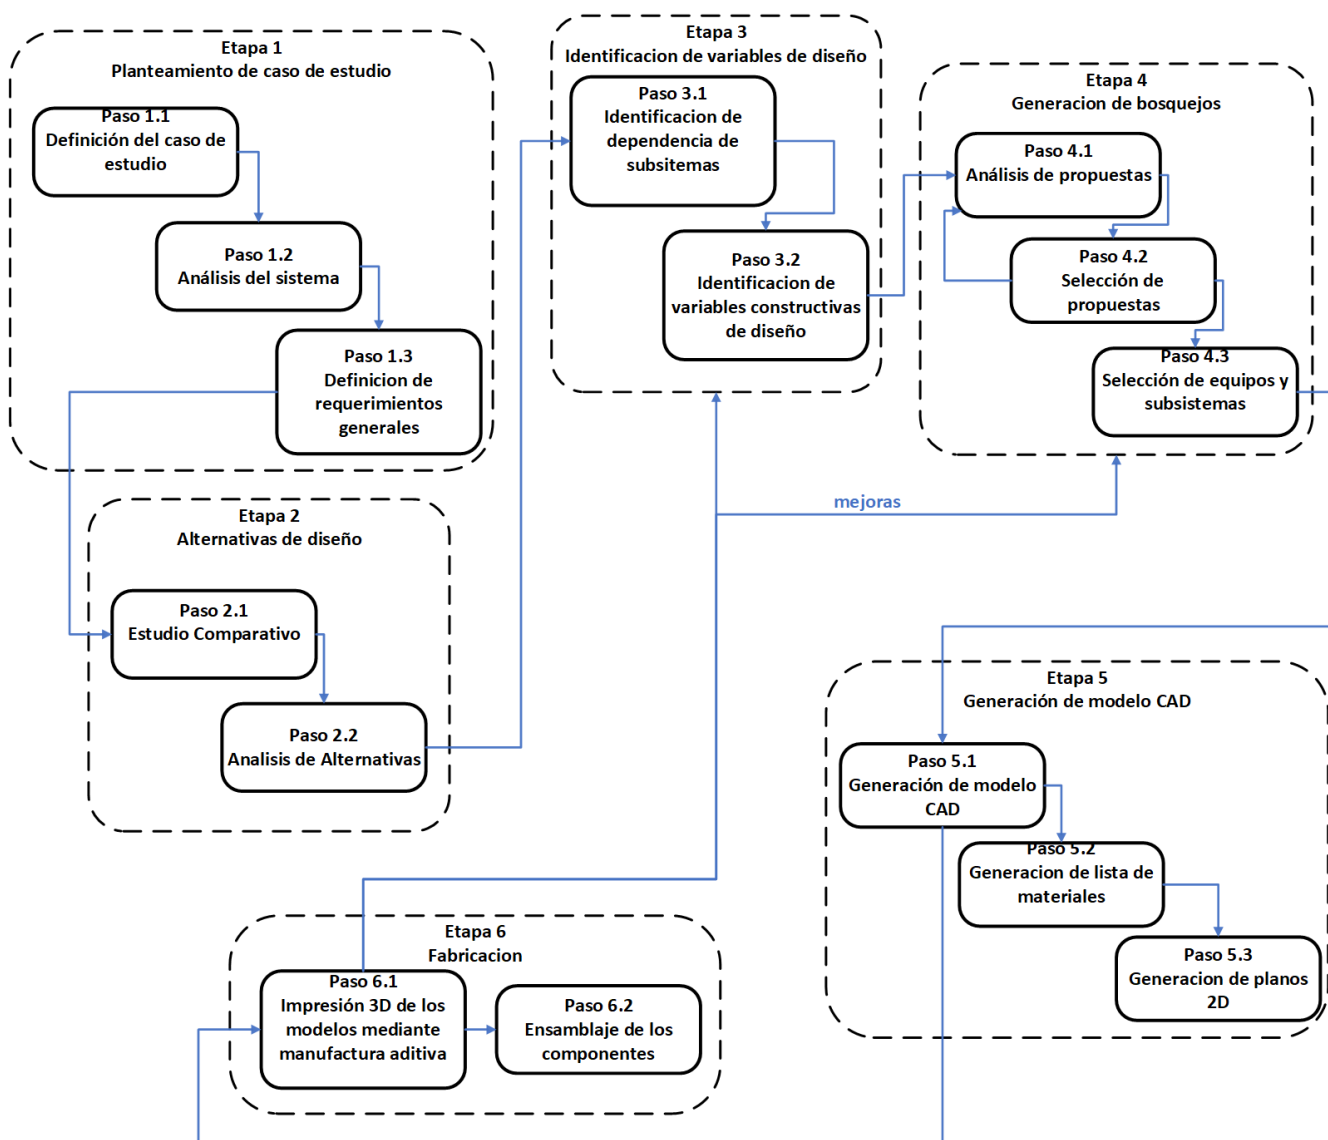 Etapa 1
Planteamiento de caso de estudio
Paso 1.1
Definición del caso de
estudio
Paso 1.2
Análisis del sistema
Paso 1.3
Definicion de
requerimientos
generales
Etapa 2
Alternativas de diseño
Paso 2.1
Estudio Comparativo
Paso 2.2
Analisis de Alternativas
Etapa 3
Identificacion de variables de diseño
Paso 3.1
Identificacion de
dependencia de
subsitemas
Paso 3.2
Identificacion de
variables constructivas
de diseño
Etapa 4
Generacion de bosquejos
Paso 4.1
Análisis de propuestas
Paso 4.2
Selección de
propuestas
Paso 4.3
Selección de equipos y
subsistemas
mejoras
Etapa 5
Generación de modelo CAD
Paso 5.1
Generación de modelo
CAD
Paso 5.2
Generacion de lista de
materiales
Paso 5.3
Generacion de planos
2D
Etapa 6
Fabricacion
Paso 6.1
Impresión 3D de los
modelos mediante
manufactura aditiva
Paso 6.2
Ensamblaje de los
componentes